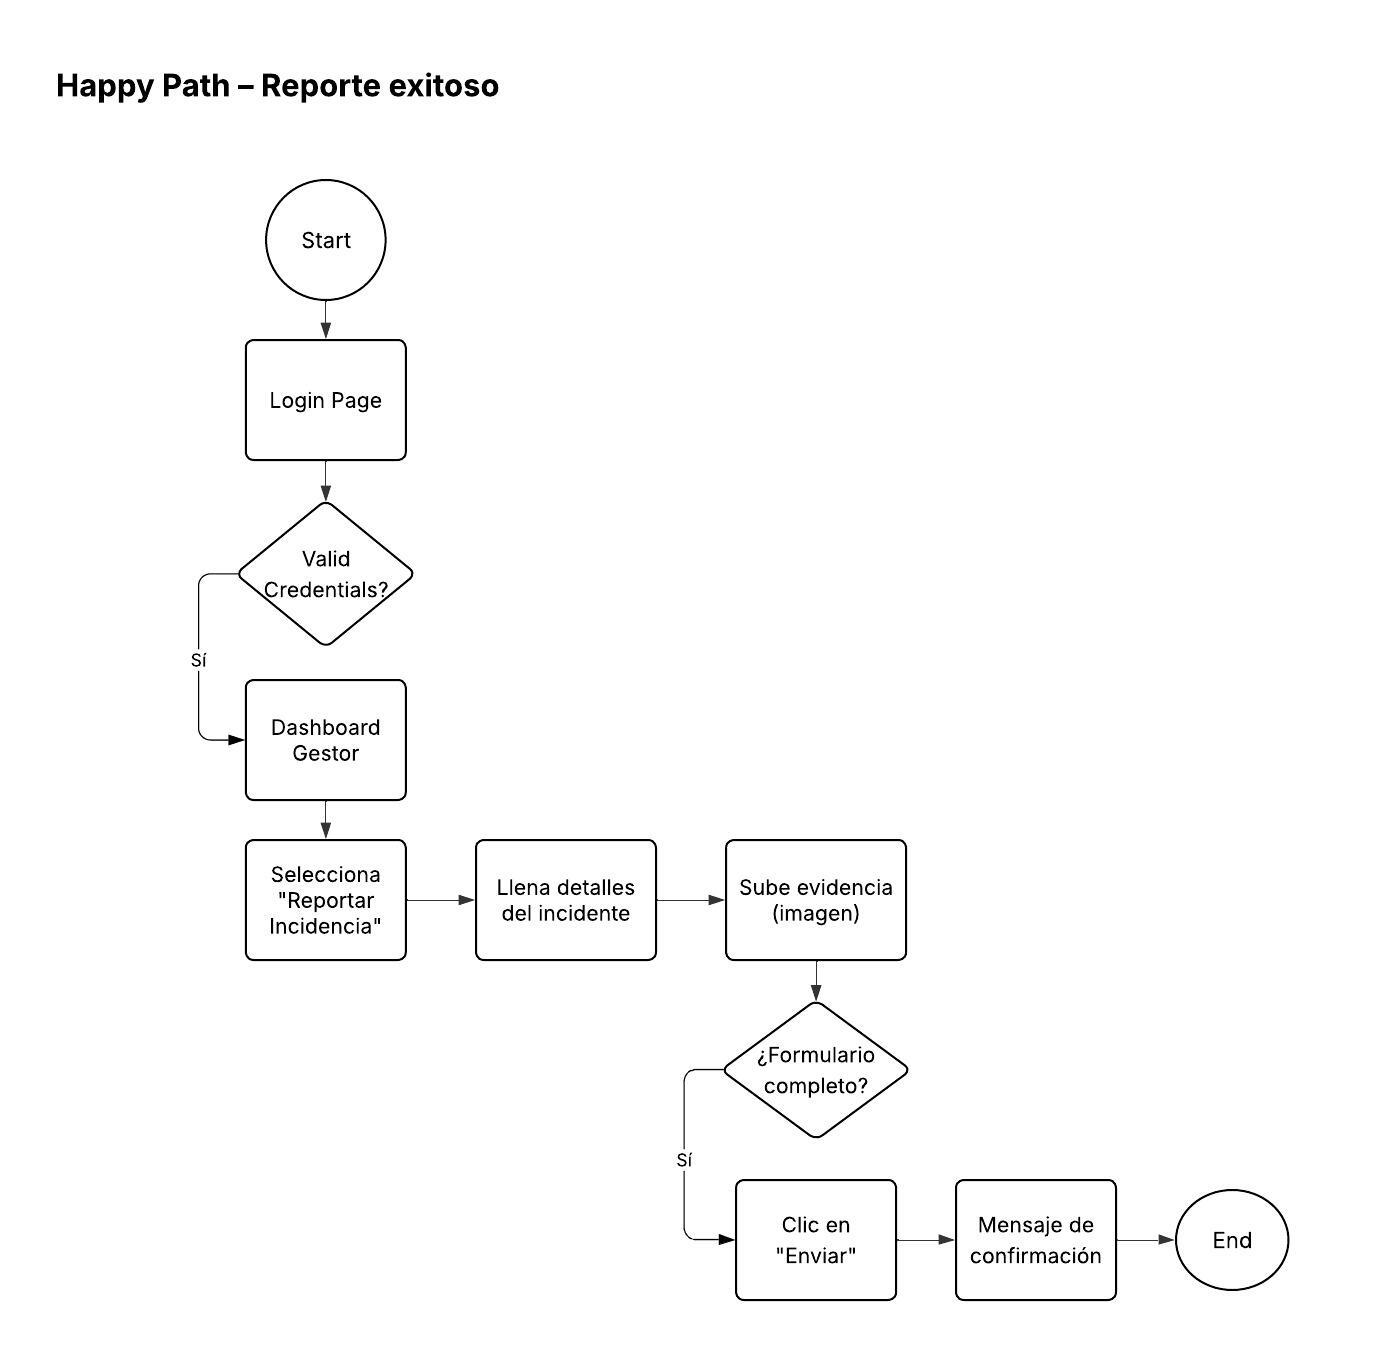 Happy Path – Reporte exitoso
Start
Login Page
Valid
Credentials?
Sí
Dashboard
Gestor
Selecciona
"Reportar
Incidencia"
Llena detalles
del incidente
Sube evidencia
(imagen)
¿Formulario
completo?
Sí
Clic en
"Enviar"
Mensaje de
confirmación
End